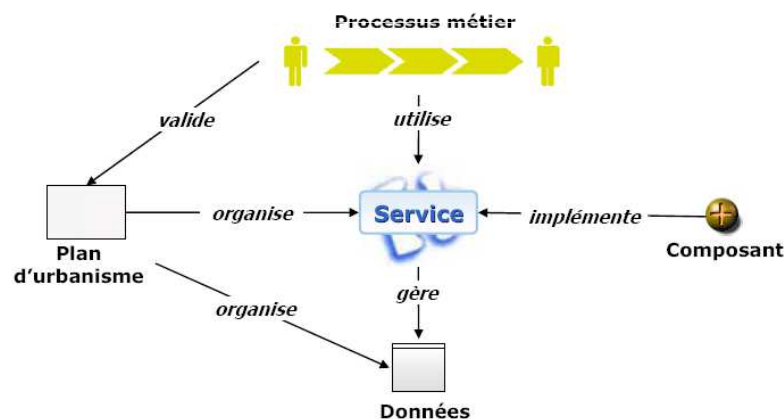 Processus métier
valide
utilise
organise
Service
implémente
Plan
d'urbanisme
Composant
gère
organise
Données